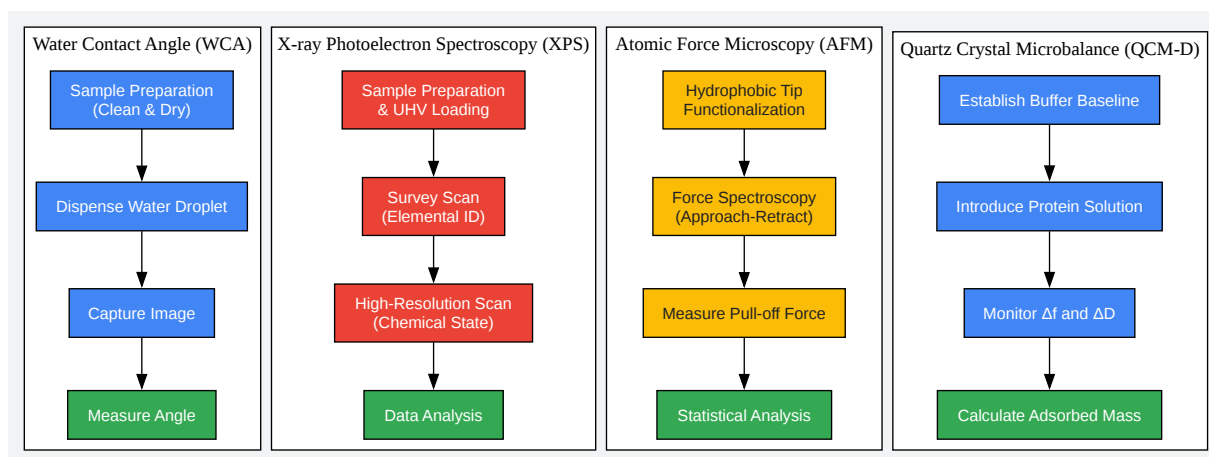 Water Contact Angle (WCA)
Sample Preparation
(Clean & Dry)
Dispense Water Droplet
Capture Image
Measure Angle
X-ray Photoelectron Spectroscopy (XPS)
Sample Preparation
& UHV Loading
Survey Scan
(Elemental ID)
High-Resolution Scan
(Chemical State)
Data Analysis
Atomic Force Microscopy (AFM)
Hydrophobic Tip
Functionalization
Force Spectroscopy
(Approach-Retract)
Measure Pull-off Force
Statistical Analysis
Quartz Crystal Microbalance (QCM-D)
Establish Buffer Baseline
Introduce Protein Solution
Monitor Δf and ΔD
Calculate Adsorbed Mass